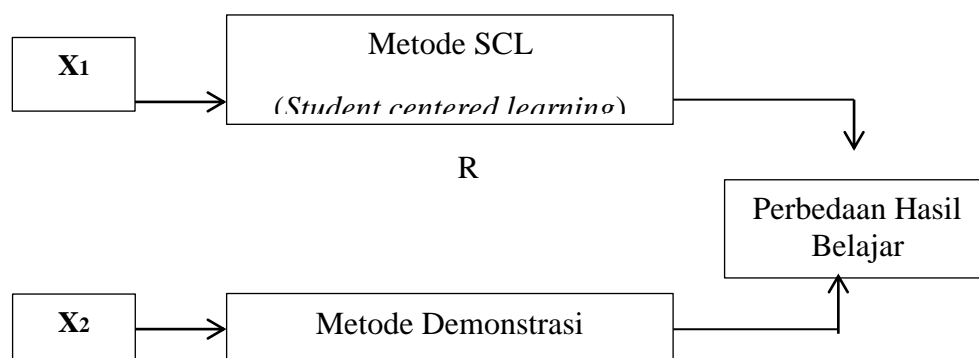 X1
Metode SCL
(Student centered learning)
R
Perbedaan Hasil
Belajar
X2
Metode Demonstrasi